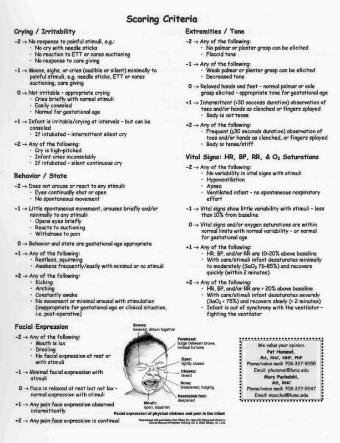 Scoring Criteria
Crying / Irritability
-2 → No response to painful stimuli, e.g.:
· No cry with needle sticks
· No reaction to ETT or nares suctioning
· No response to care giving
-1 → Moans, sighs, or cries (audible or silent) minimally to
painful stimuli, e.g. needle sticks, ETT or nares
suctioning, care giving
0 → Not irritable - appropriate crying
· Cries briefly with normal stimuli
· Easily consoled
· Normal for gestational age
+1 → Infant is irritable/crying at intervals - but can be
consoled
· If intubated - intermittent silent cry
+2 → Any of the following:
· Cry is high-pitched
· Infant cries inconsolably
· If intubated - silent continuous cry
Behavior / State
-2 → Does not arouse or react to any stimuli
· Eyes continually shut or open
· No spontaneous movement
-1 → Little spontaneous movement, arouses briefly and/or
minimally to any stimuli
· Opens eyes briefly
· Reacts to suctioning
· Withdraws to pain
0 → Behavior and state are gestational age appropriate
+1 → Any of the following:
· Restless, squirming
· Awakens frequently/easily with minimal or no stimuli
+2 → Any of the following:
· Kicking
· Arching
· Constantly awake
· No movement or minimal arousal with stimulation
(inappropriate for gestational age or clinical situation,
i.e. post-operative)
Facial Expression
-2 → Any of the following:
· Mouth is lax
· Drooling
· No facial expression at rest or
with stimuli
-1 → Minimal facial expression with
stimuli
0 → Face is relaxed at rest but not lax -
normal expression with stimuli
+1 → Any pain face expression observed
intermittently
+2 → Any pain face expression is continual
Extremities / Tone
-2 → Any of the following:
· No palmar or planter grasp can be elicited
· Flaccid tone
-1 → Any of the following:
· Weak palmar or planter grasp can be elicited
· Decreased tone
0 → Relaxed hands and feet - normal palmar or sole
grasp elicited - appropriate tone for gestational age
+1 → Intermittent (<30 seconds duration) observation of
toes and/or hands as clenched or fingers splayed
· Body is not tense
+2 → Any of the following:
· Frequent (≥30 seconds duration) observation of
toes and/or hands as clenched, or fingers splayed
· Body is tense/stiff
Vital Signs: HR, BP, RR, & O₂ Saturations
-2 → Any of the following:
· No variability in vital signs with stimuli
· Hypoventilation
· Apnea
· Ventilated infant - no spontaneous respiratory
effort
-1 → Vital signs show little variability with stimuli - less
than 10% from baseline
0 → Vital signs and/or oxygen saturations are within
normal limits with normal variability - or normal
for gestational age
+1 → Any of the following:
· HR, BP, and/or RR are 10-20% above baseline
· With care/stimuli infant desaturates minimally
to moderately (SaO₂ 76-85%) and recovers
quickly (within 2 minutes)
+2 → Any of the following:
· HR, BP, and/or RR are > 20% above baseline
· With care/stimuli infant desaturates severely
(SaO₂ < 75%) and recovers slowly (> 2 minutes)
· Infant is out of synchrony with the ventilator -
fighting the ventilator
Brows:
lowered, drawn together
Forehead:
bulge between brows,
vertical furrows
Eyes:
tightly closed
Cheeks:
raised
Nose:
broadened, bulging
Nasolabial fold:
deepened
Mouth:
open, squarish
Facial expression of physical distress and pain in the infant
We value your opinion.
Pat Hummel,
MA, RNC, NNP, PNP
Mary Puchalski,
MS, RNC